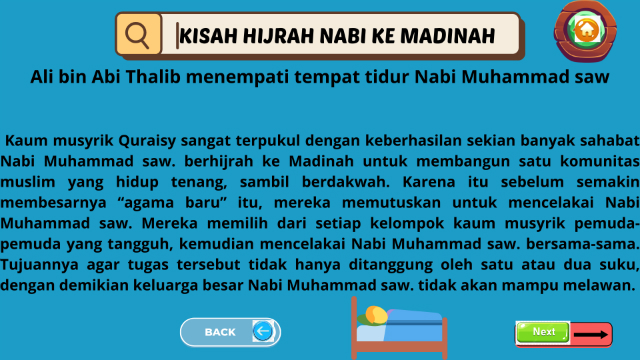 KISAH HIJRAH NABI KE MADINAH
Ali bin Abi Thalib menempati tempat tidur Nabi Muhammad saw
Kaum musyrik Quraisy sangat terpukul dengan keberhasilan sekian banyak sahabat
Nabi Muhammad saw. berhijrah ke Madinah untuk membangun satu komunitas
muslim yang hidup tenang, sambil berdakwah. Karena itu sebelum semakin
membesarnya “agama baru” itu, mereka memutuskan untuk mencelakai Nabi
Muhammad saw. Mereka memilih dari setiap kelompok kaum musyrik pemuda-
pemuda yang tangguh, kemudian mencelakai Nabi Muhammad saw. bersama-sama.
Tujuannya agar tugas tersebut tidak hanya ditanggung oleh satu atau dua suku,
dengan demikian keluarga besar Nabi Muhammad saw. tidak akan mampu melawan.
BACK
Next